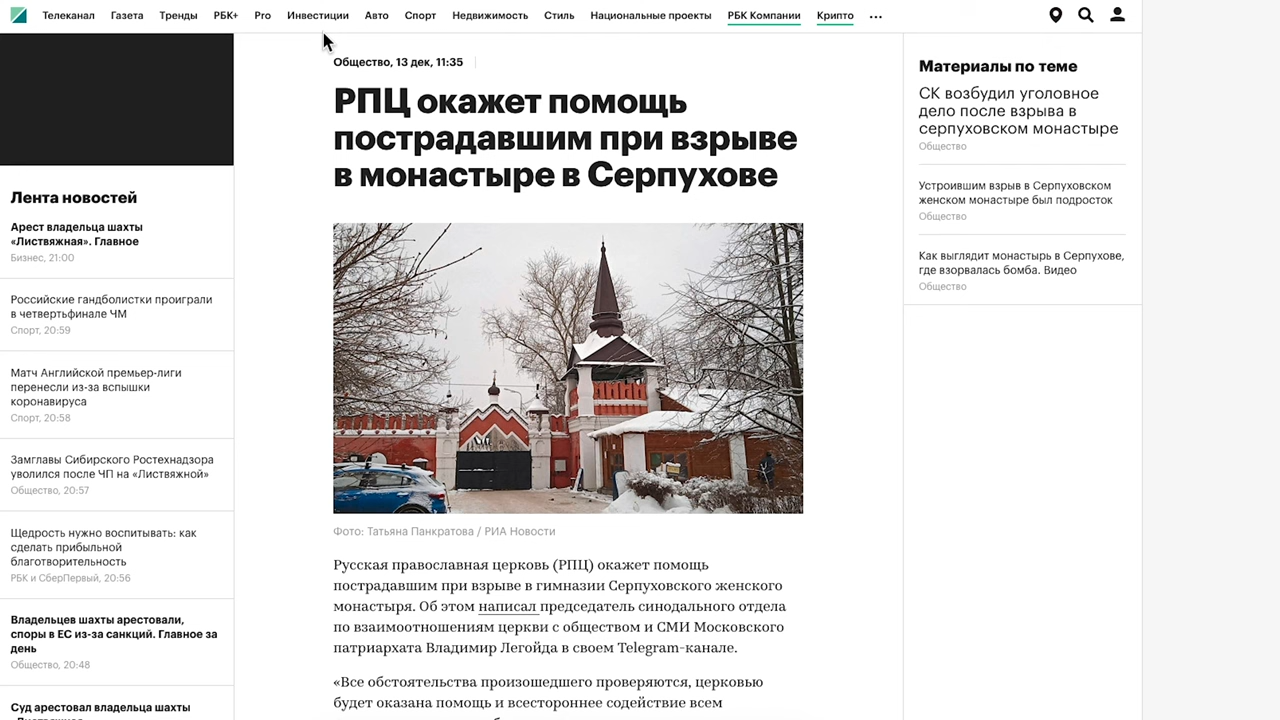 Телеканал Газета Тренды РБК+ Pro Инвестиции Авто Спорт Недвижимость Стиль Национальные проекты РБК Компании Крипто ...
Лента новостей
Арест владельца шахты
«Листвяжная». Главное
Бизнес, 21:00
Российские гандболистки проиграли
в четвертьфинале ЧМ
Спорт, 20:59
Матч Английской премьер-лиги
перенесли из-за вспышки
коронавируса
Спорт, 20:58
Замглавы Сибирского Ростехнадзора
уволился после ЧП на «Листвяжной»
Общество, 20:57
Щедрость нужно воспитывать: как
сделать прибыльной
благотворительность
РБК и СберПервый, 20:56
Владельцев шахты арестовали,
споры в ЕС из-за санкций. Главное за
день
Общество, 20:48
Суд арестовал владельца шахты
Общество, 13 дек, 11:35
РПЦ окажет помощь
пострадавшим при взрыве
в монастыре в Серпухове
Фото: Татьяна Панкратова / РИА Новости
Русская православная церковь (РПЦ) окажет помощь
пострадавшим при взрыве в гимназии Серпуховского женского
монастыря. Об этом написал председатель синодального отдела
по взаимоотношениям церкви с обществом и СМИ Московского
патриархата Владимир Легойда в своем Telegram-канале.
«Все обстоятельства произошедшего проверяются, церковью
будет оказана помощь и всестороннее содействие всем
Материалы по теме
СК возбудил уголовное
дело после взрыва в
серпуховском монастыре
Общество
Устроившим взрыв в Серпуховском
женском монастыре был подросток
Общество
Как выглядит монастырь в Серпухове,
где взорвалась бомба. Видео
Общество